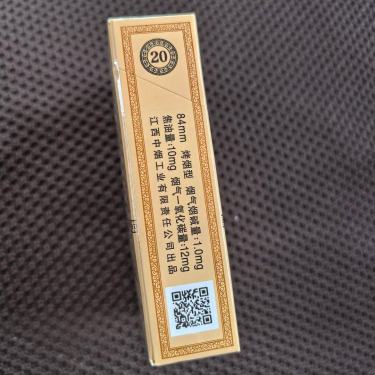 20
84mm 烤烟型 烟气烟碱量:1.0mg
焦油量:10mg 烟气一氧化碳量:12mg
江西中烟工业有限责任公司出品